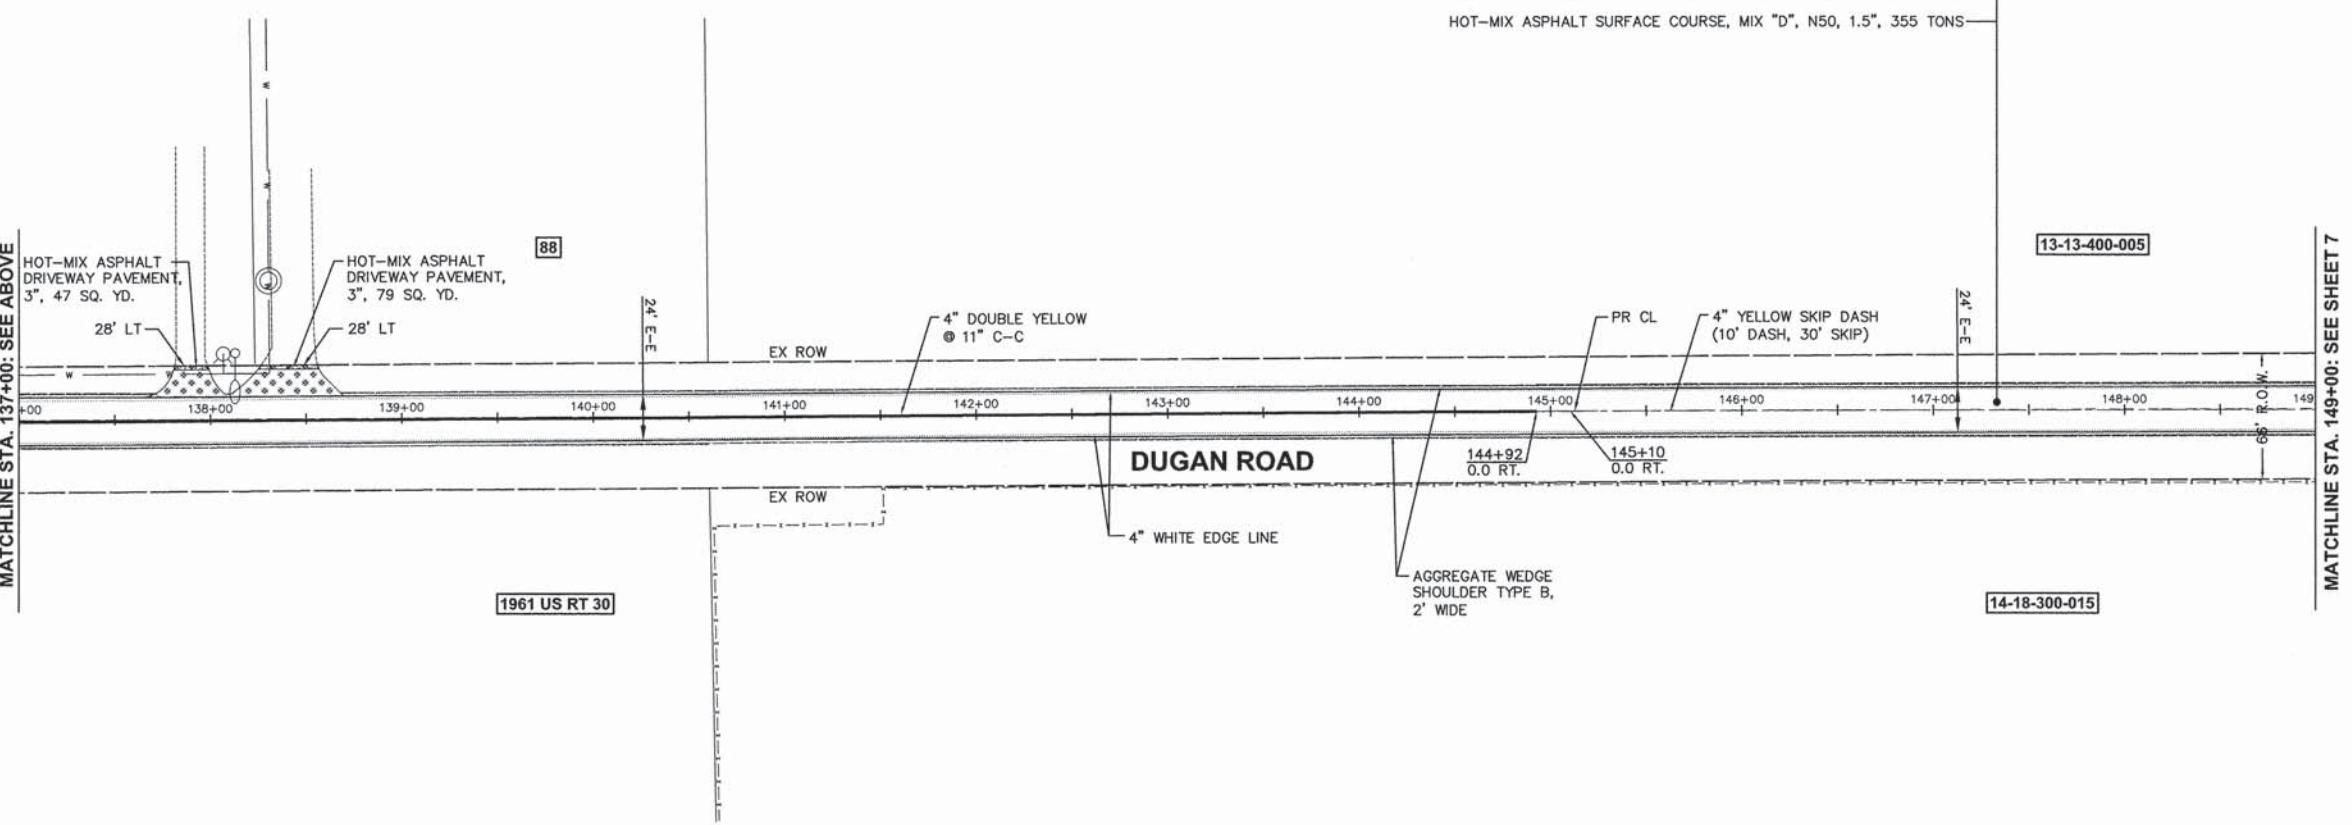 HOT-MIX ASPHALT SURFACE COURSE, MIX "D", N50, 1.5", 355 TONS
W
W
W
MATCHLINE STA. 137+00: SEE ABOVE
HOT-MIX ASPHALT
DRIVEWAY PAVEMENT,
3", 47 SQ. YD.
28' LT
HOT-MIX ASPHALT
DRIVEWAY PAVEMENT,
3", 79 SQ. YD.
28' LT
88
13-13-400-005
24' E-E
4" DOUBLE YELLOW
@ 11" C-C
PR CL
4" YELLOW SKIP DASH
(10' DASH, 30' SKIP)
24' E-E
EX ROW
W
W
+00
138+00
139+00
140+00
141+00
142+00
143+00
144+00
145+00
146+00
147+00
148+00
149
66' R.O.W.
DUGAN ROAD
144+92
0.0 RT.
145+10
0.0 RT.
EX ROW
4" WHITE EDGE LINE
AGGREGATE WEDGE
SHOULDER TYPE B,
2' WIDE
1961 US RT 30
14-18-300-015
MATCHLINE STA. 149+00: SEE SHEET 7